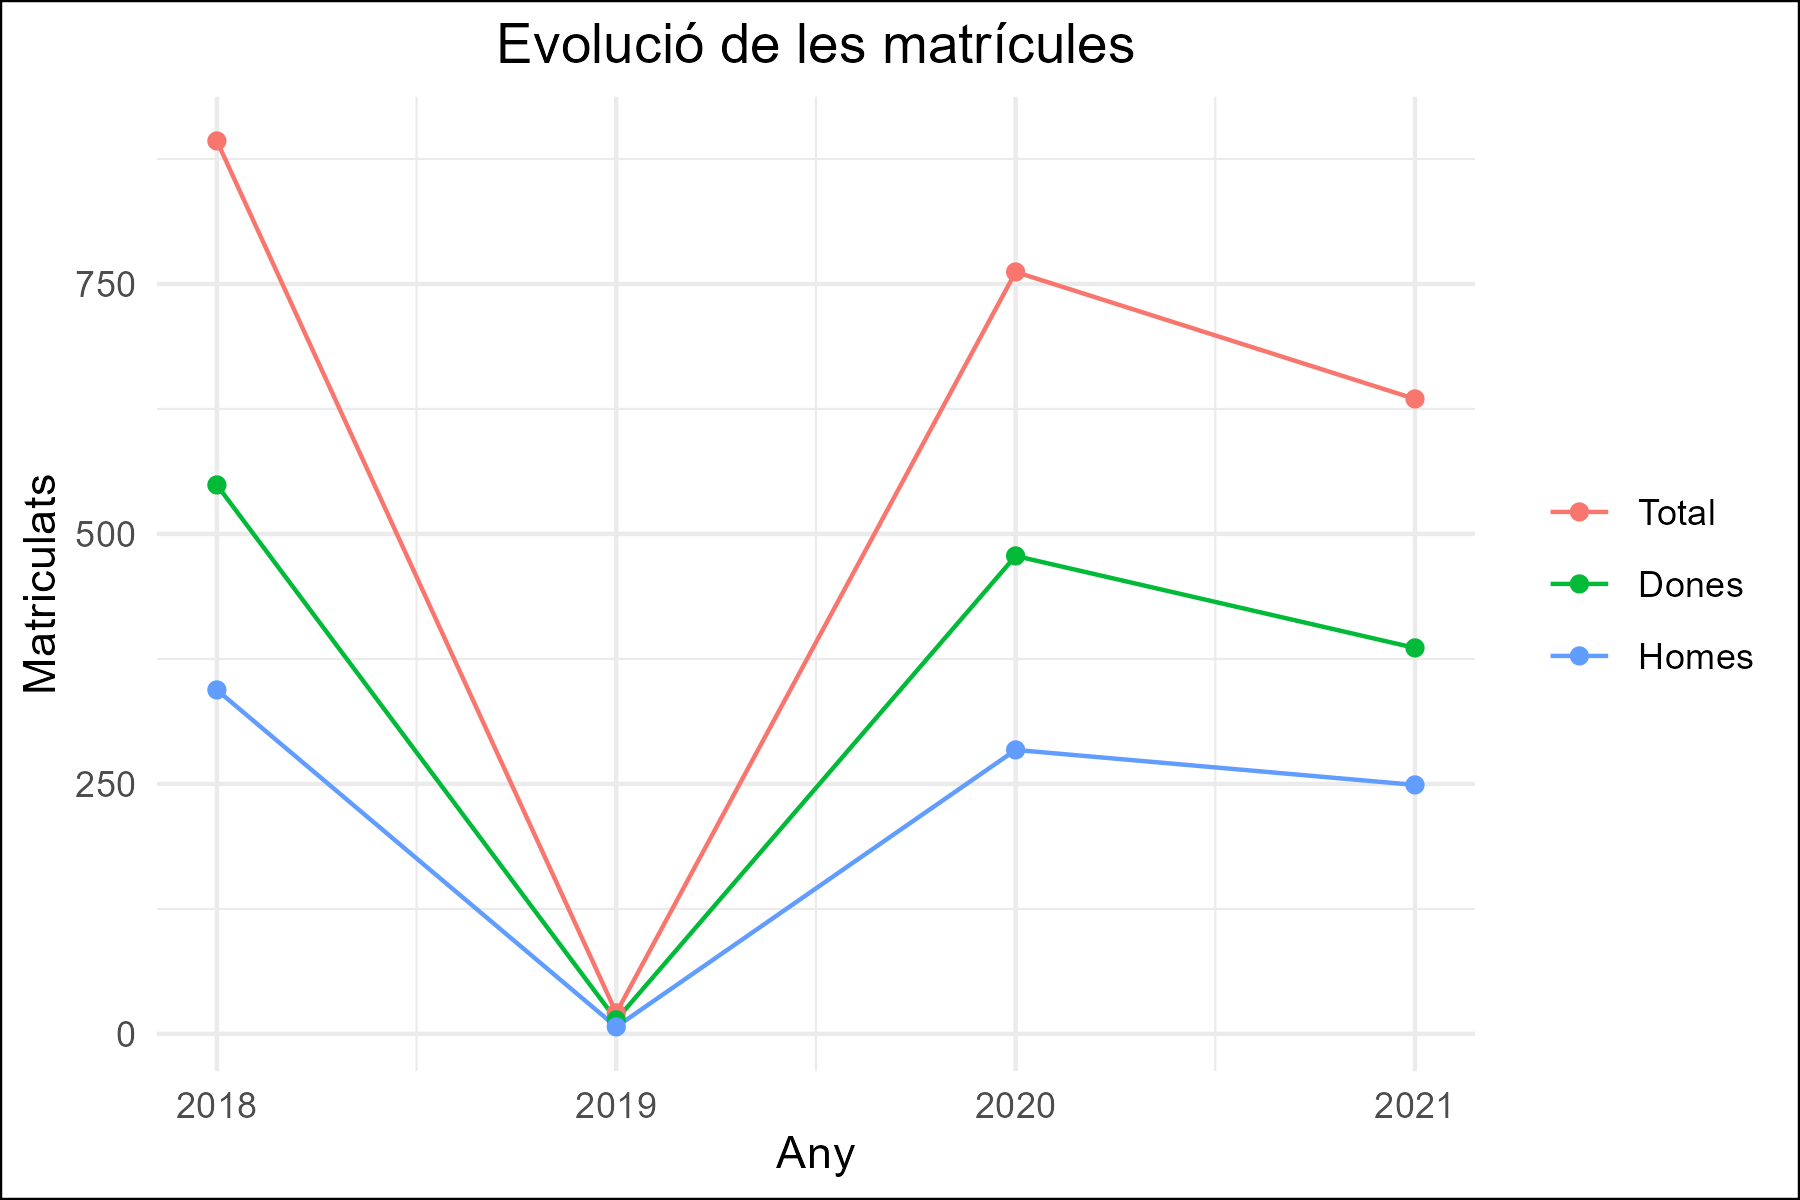 Evolució de les matrícules
Matriculats
750
500
250
0
2018 2019 2020 2021
Any
Total
Dones
Homes